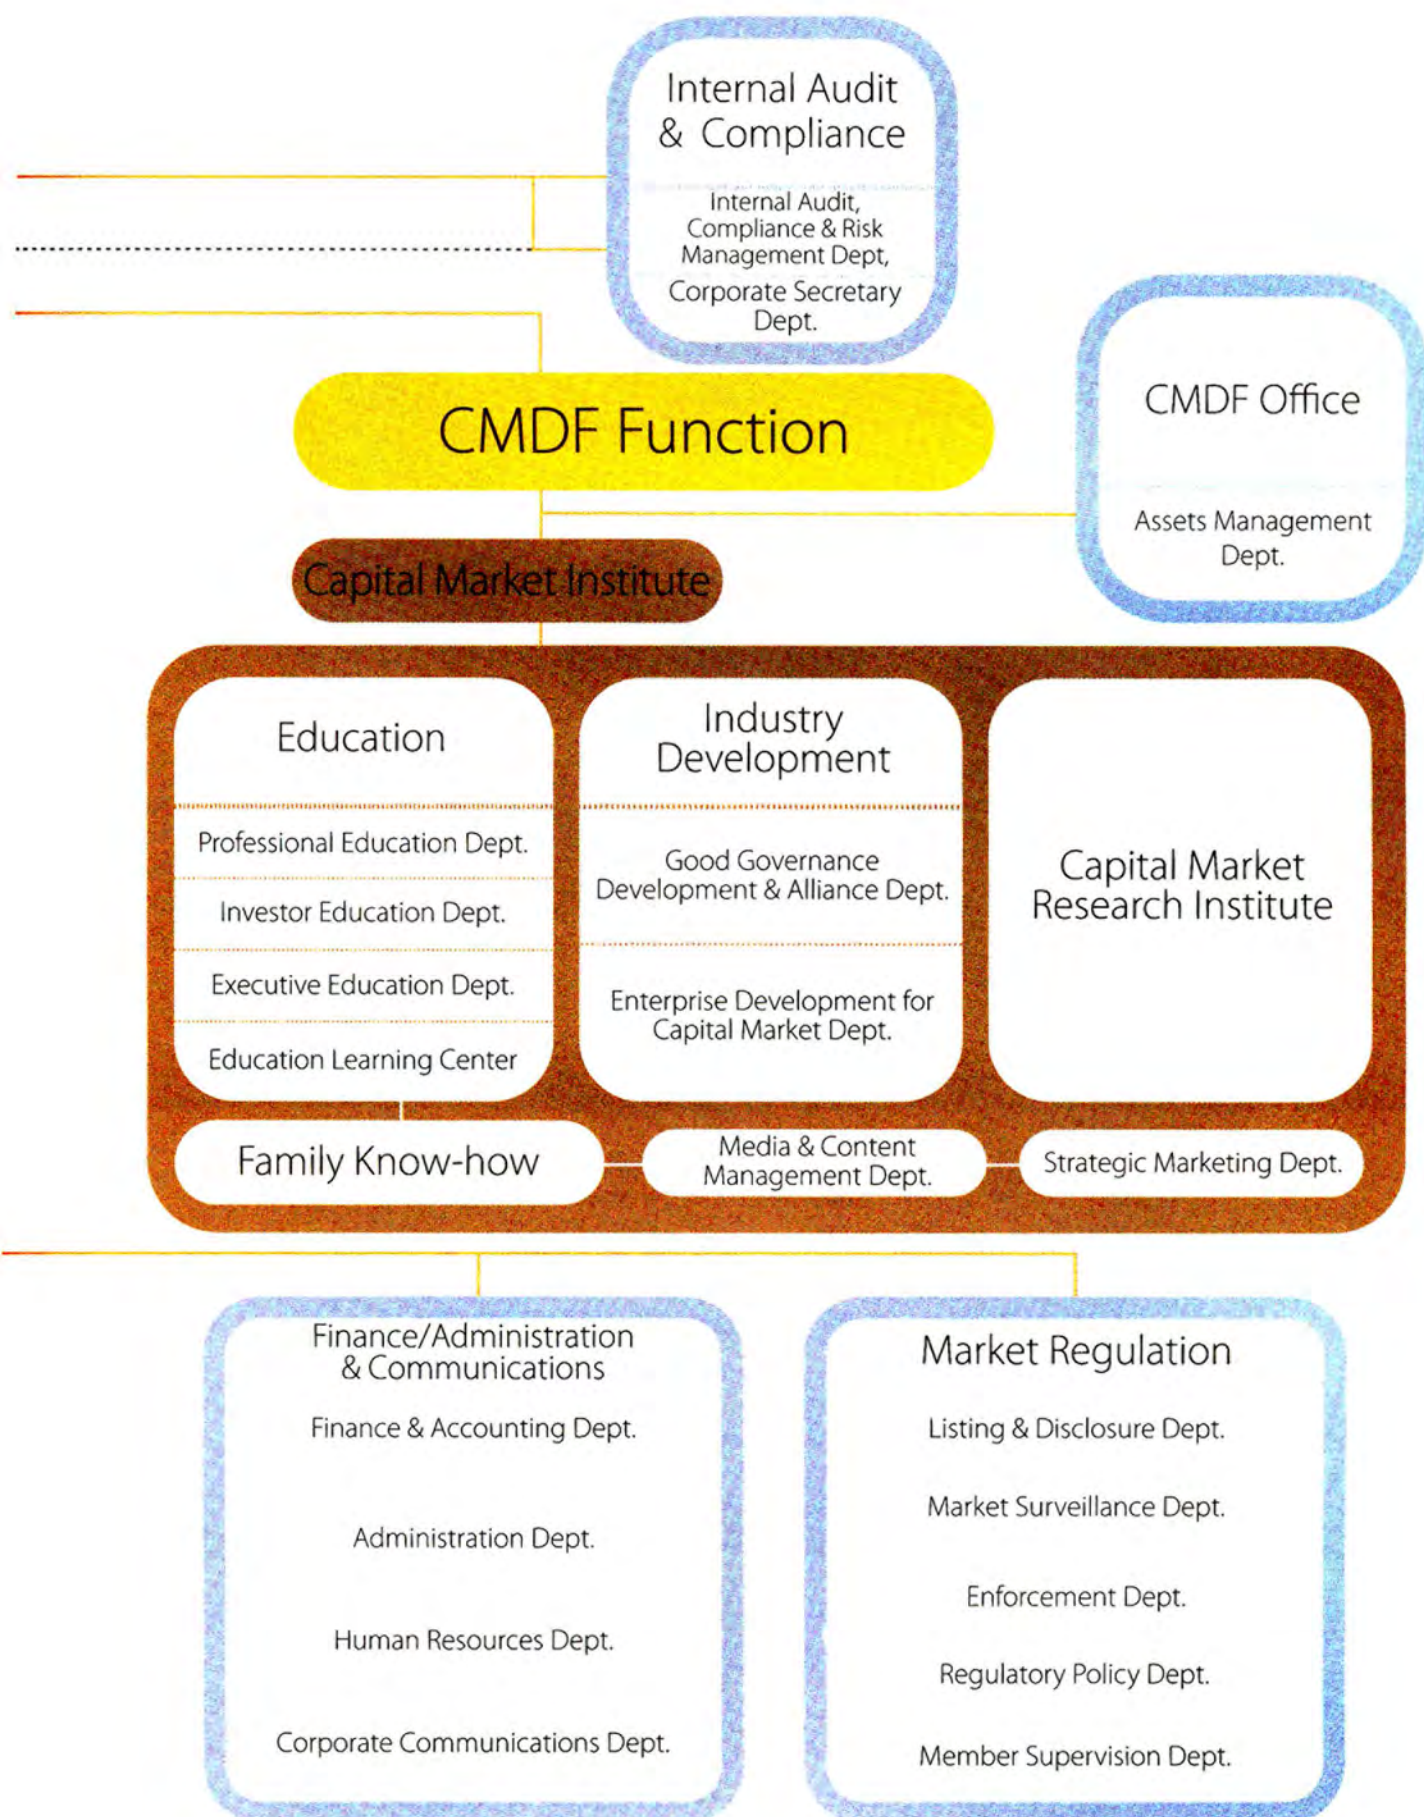 Internal Audit
& Compliance
Internal Audit,
Compliance & Risk
Management Dept,
Corporate Secretary
Dept.
CMDF Function
CMDF Office
Assets Management
Dept.
Capital Market Institute
Education
Professional Education Dept.
Investor Education Dept.
Executive Education Dept.
Education Learning Center
Industry
Development
Good Governance
Development & Alliance Dept.
Enterprise Development for
Capital Market Dept.
Capital Market
Research Institute
Family Know-how
Media & Content
Management Dept.
Strategic Marketing Dept.
Finance/Administration
& Communications
Finance & Accounting Dept.
Administration Dept.
Human Resources Dept.
Corporate Communications Dept.
Market Regulation
Listing & Disclosure Dept.
Market Surveillance Dept.
Enforcement Dept.
Regulatory Policy Dept.
Member Supervision Dept.